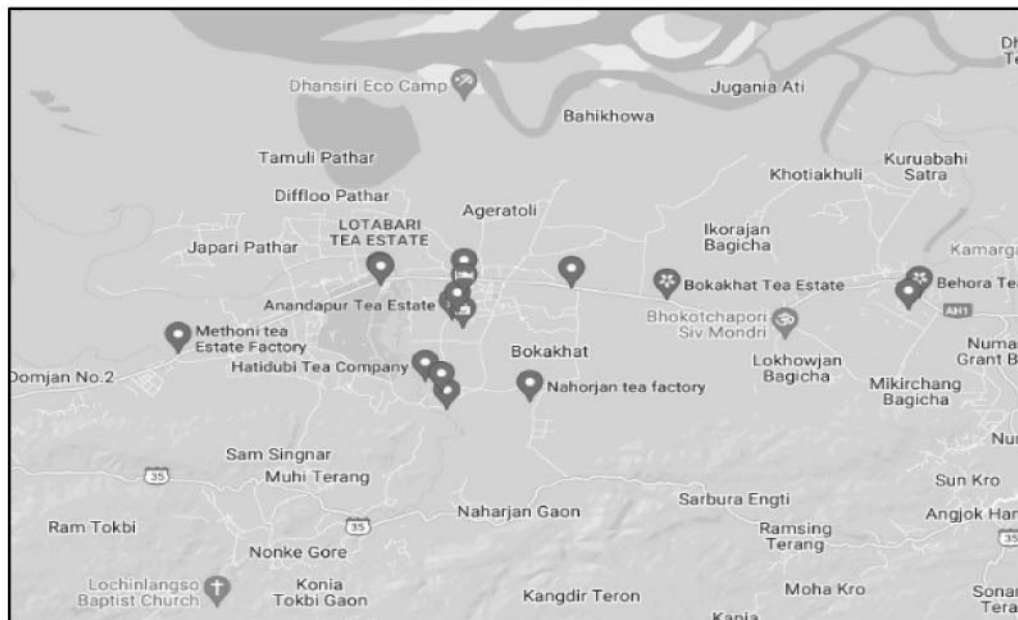 Dhansiri Eco Camp
Jugania Ati
Bahikhowa
Tamuli Pathar
Kuruabahi
Satra
Khotiakhuli
Diffloo Pathar
Ageratoli
LOTABARI
TEA ESTATE
Ikorajan
Bagicha
Japari Pathar
Kamarga
Bokakhat Tea Estate
Behora Tea
Anandapur Tea Estate
AH1
Bhokotchapori
Siv Mondri
Methoni tea
Estate Factory
Bokakhat
Numa
Grant B
Hatidubi Tea Company
Lokhowjan
Bagicha
Domjan No.2
Nahorjan tea factory
Mikirchang
Bagicha
Nu
Sam Singnar
35
Muhi Terang
Sun Kro
Sarbura Engti
Naharjan Gaon
Angjok Han
Ram Tokbi
35
Ramsing
Terang
35
Nonke Gore
Lochinlangso
Baptist Church
Konia
Tokbi Gaon
Kangdir Teron
Moha Kro
Sonar
Tera